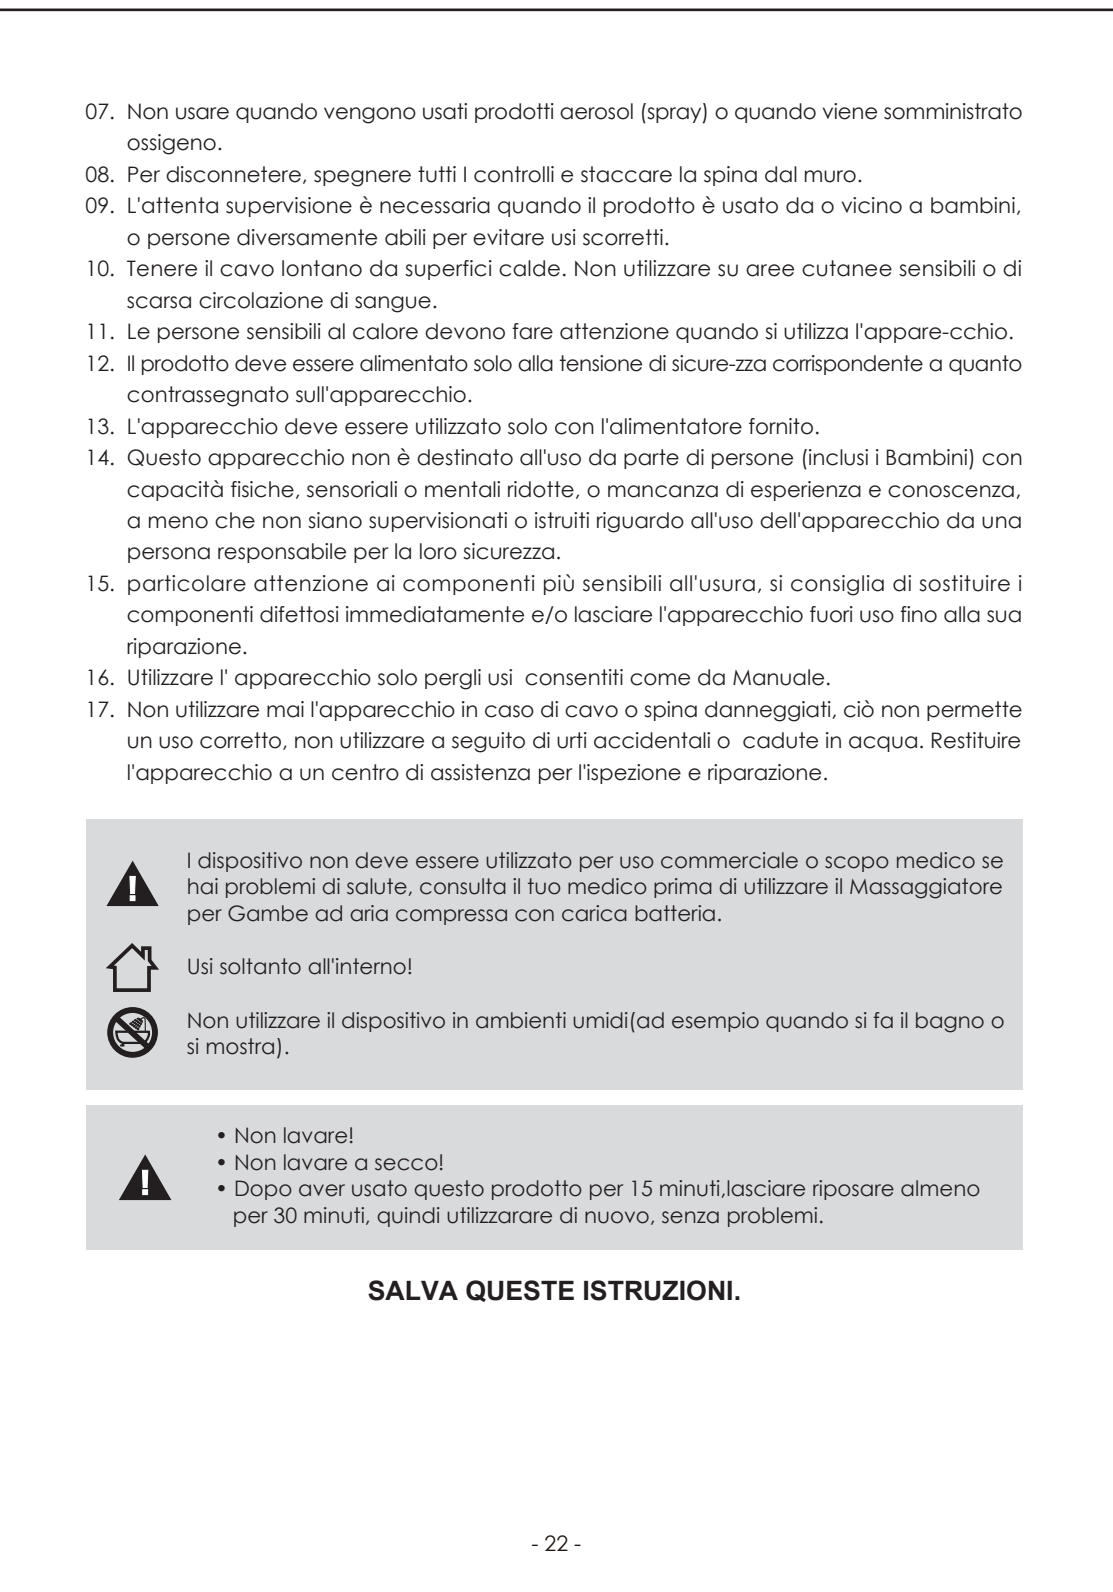 07. Non usare quando vengono usati prodotti aerosol (spray) o quando viene somministrato
ossigeno.
08. Per disconnetere, spegnere tutti I controlli e staccare la spina dal muro.
09. L'attenta supervisione è necessaria quando il prodotto è usato da o vicino a bambini,
o persone diversamente abili per evitare usi scorretti.
10. Tenere il cavo lontano da superfici calde. Non utilizzare su aree cutanee sensibili o di
scarsa circolazione di sangue.
11. Le persone sensibili al calore devono fare attenzione quando si utilizza l'appare-cchio.
12. Il prodotto deve essere alimentato solo alla tensione di sicure-zza corrispondente a quanto
contrassegnato sull'apparecchio.
13. L'apparecchio deve essere utilizzato solo con l'alimentatore fornito.
14. Questo apparecchio non è destinato all'uso da parte di persone (inclusi i Bambini) con
capacità fisiche, sensoriali o mentali ridotte, o mancanza di esperienza e conoscenza,
a meno che non siano supervisionati o istruiti riguardo all'uso dell'apparecchio da una
persona responsabile per la loro sicurezza.
15. particolare attenzione ai componenti più sensibili all'usura, si consiglia di sostituire i
componenti difettosi immediatamente e/o lasciare l'apparecchio fuori uso fino alla sua
riparazione.
16. Utilizzare l' apparecchio solo pergli usi  consentiti come da Manuale.
17. Non utilizzare mai l'apparecchio in caso di cavo o spina danneggiati, ciò non permette
un uso corretto, non utilizzare a seguito di urti accidentali o  cadute in acqua. Restituire
l'apparecchio a un centro di assistenza per l'ispezione e riparazione.
I dispositivo non deve essere utilizzato per uso commerciale o scopo medico se
hai problemi di salute, consulta il tuo medico prima di utilizzare il Massaggiatore
per Gambe ad aria compressa con carica batteria.
Usi soltanto all'interno!
Non utilizzare il dispositivo in ambienti umidi(ad esempio quando si fa il bagno o
si mostra).
• Non lavare!
• Non lavare a secco!
• Dopo aver usato questo prodotto per 15 minuti,lasciare riposare almeno
per 30 minuti, quindi utilizzarare di nuovo, senza problemi.
SALVA QUESTE ISTRUZIONI.
- 22 -